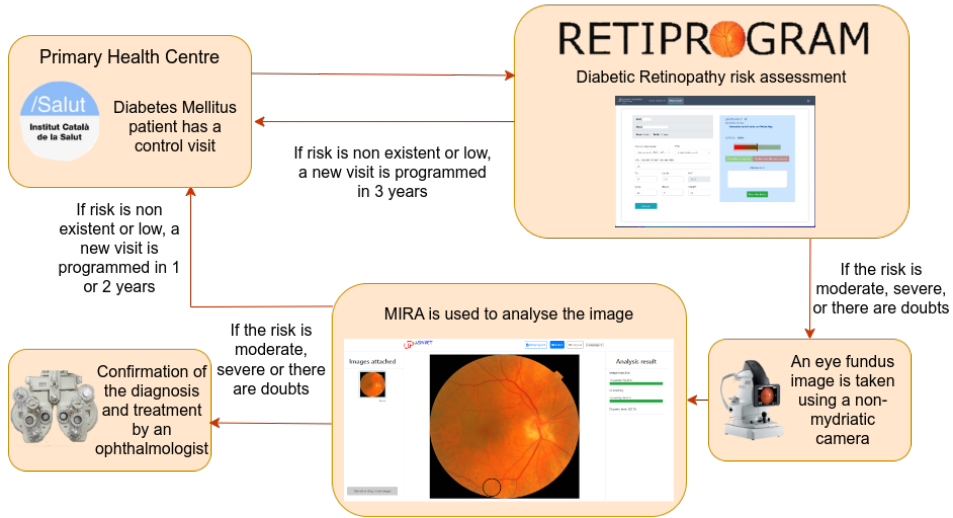 Primary Health Centre
/Salut
Institut Català
de la Salut
Diabetes Mellitus
patient has a
control visit
RETIPROGRAM
Diabetic Retinopathy risk assessment
If risk is non existent or low,
a new visit is programmed
in 3 years
If risk is non
existent or low, a
new visit is
programmed in 1
or 2 years
If the risk is
moderate, severe,
or there are doubts
MIRA is used to analyse the image
Images attached
Analysis result
If the risk is
moderate,
severe or there
are doubts
An eye fundus
image is taken
using a non-
mydriatic
camera
Confirmation of
the diagnosis
and treatment
by an
ophthalmologist